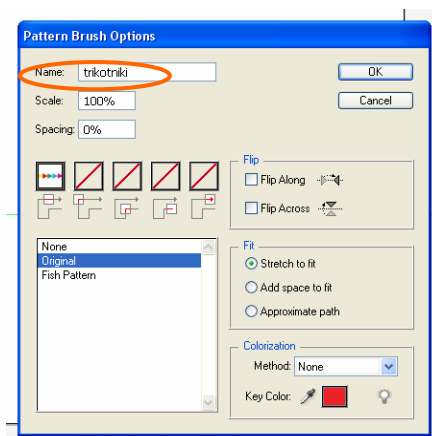 Pattern Brush Options
Name: trikotniki
OK
Scale: 100%
Cancel
Spacing: 0%
Flip
Flip Along
Flip Across
None
Original
Fish Pattern
Fit
Stretch to fit
Add space to fit
Approximate path
Colorization
Method: None
Key Color: